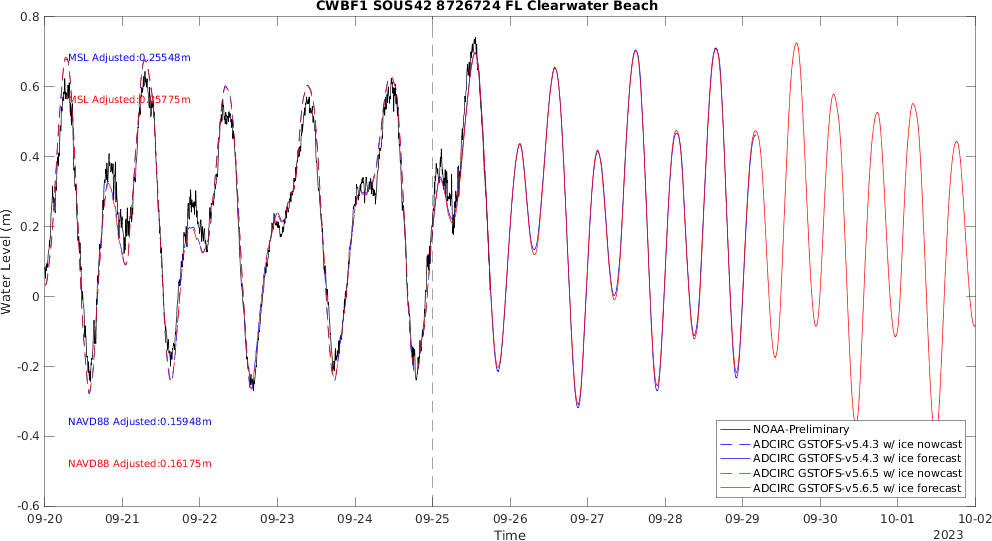 CWBF1 SOUS42 8726724 FL Clearwater Beach
0.8
0.6
0.4
0.2
0
-0.2
-0.4
-0.6
Water Level (m)
MSL Adjusted:0.25548m
MSL Adjusted:0.25775m
NAVD88 Adjusted:0.15948m
NAVD88 Adjusted:0.16175m
NOAA-Preliminary
ADCIRC GSTOFS-v5.4.3 w/ ice nowcast
ADCIRC GSTOFS-v5.4.3 w/ ice forecast
ADCIRC GSTOFS-v5.6.5 w/ ice nowcast
ADCIRC GSTOFS-v5.6.5 w/ ice forecast
09-20 09-21 09-22 09-23 09-24 09-25 09-26 09-27 09-28 09-29 09-30 10-01 10-02
Time
2023